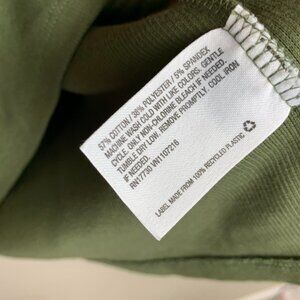 57% COTTON / 38% POLYESTER / 5% SPANDEX
MACHINE WASH COLD WITH LIKE COLORS. GENTLE
CYCLE. ONLY NON-CHLORINE BLEACH IF NEEDED.
TUMBLE DRY LOW. REMOVE PROMPTLY. COOL IRON
IF NEEDED.
RN17730 VN1107216
LABEL MADE FROM 100% RECYCLED PLASTIC